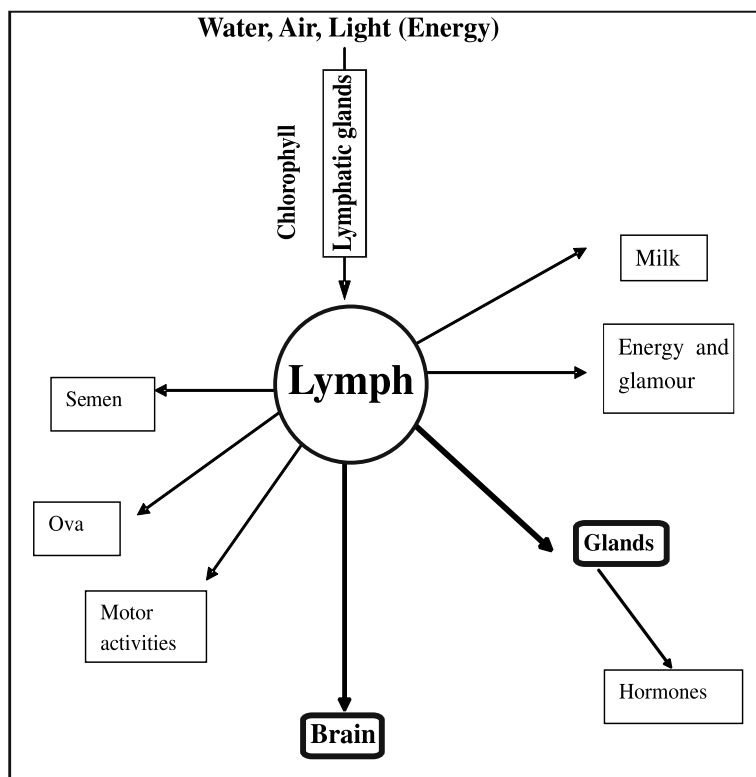 Water, Air, Light (Energy)
Chlorophyll
Lymphatic glands
Milk
Energy and
glamour
Lymph
Semen
Ova
Glands
Motor
activities
Hormones
Brain